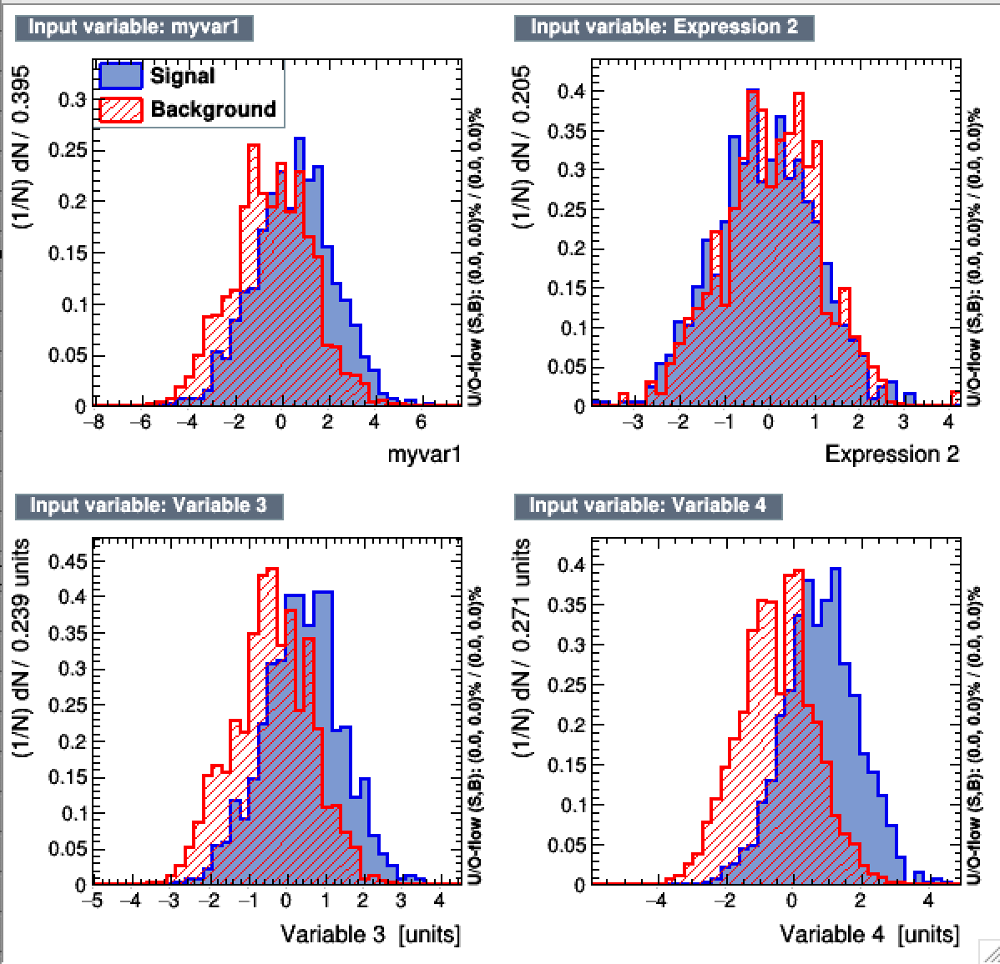 Input variable: myvar1
(1/N) dN / 0.395
Signal
Background
0.3
0.25
0.2
0.15
0.1
0.05
0
−8 −6 −4 −2 0 2 4 6
myvar1
U/O-flow (S,B): (0.0, 0.0)% / (0.0, 0.0)%
Input variable: Expression 2
(1/N) dN / 0.205
0.4
0.35
0.3
0.25
0.2
0.15
0.1
0.05
0
−3 −2 −1 0 1 2 3 4
Expression 2
U/O-flow (S,B): (0.0, 0.0)% / (0.0, 0.0)%
Input variable: Variable 3
(1/N) dN / 0.239 units
0.45
0.4
0.35
0.3
0.25
0.2
0.15
0.1
0.05
0
−5 −4 −3 −2 −1 0 1 2 3 4
Variable 3 [units]
U/O-flow (S,B): (0.0, 0.0)% / (0.0, 0.0)%
Input variable: Variable 4
(1/N) dN / 0.271 units
0.4
0.35
0.3
0.25
0.2
0.15
0.1
0.05
0
−4 −2 0 2 4
Variable 4 [units]
U/O-flow (S,B): (0.0, 0.0)% / (0.0, 0.0)%